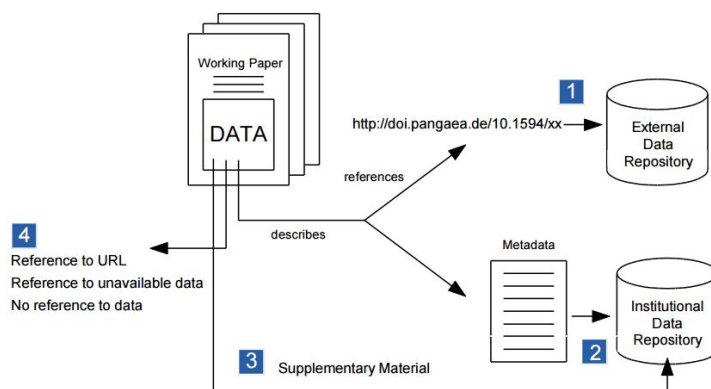 Working Paper
DATA
1
http://doi.pangaea.de/10.1594/xx
External
Data
Repository
references
describes
4
Reference to URL
Reference to unavailable data
No reference to data
Metadata
Institutional
Data
Repository
2
3
Supplementary Material